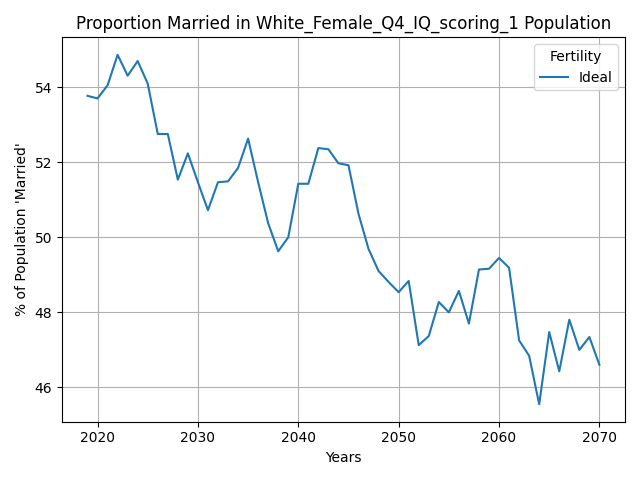 Proportion Married in White_Female_Q4_IQ_scoring_1 Population
Fertility
Ideal
% of Population 'Married'
54
52
50
48
46
2020 2030 2040 2050 2060 2070
Years